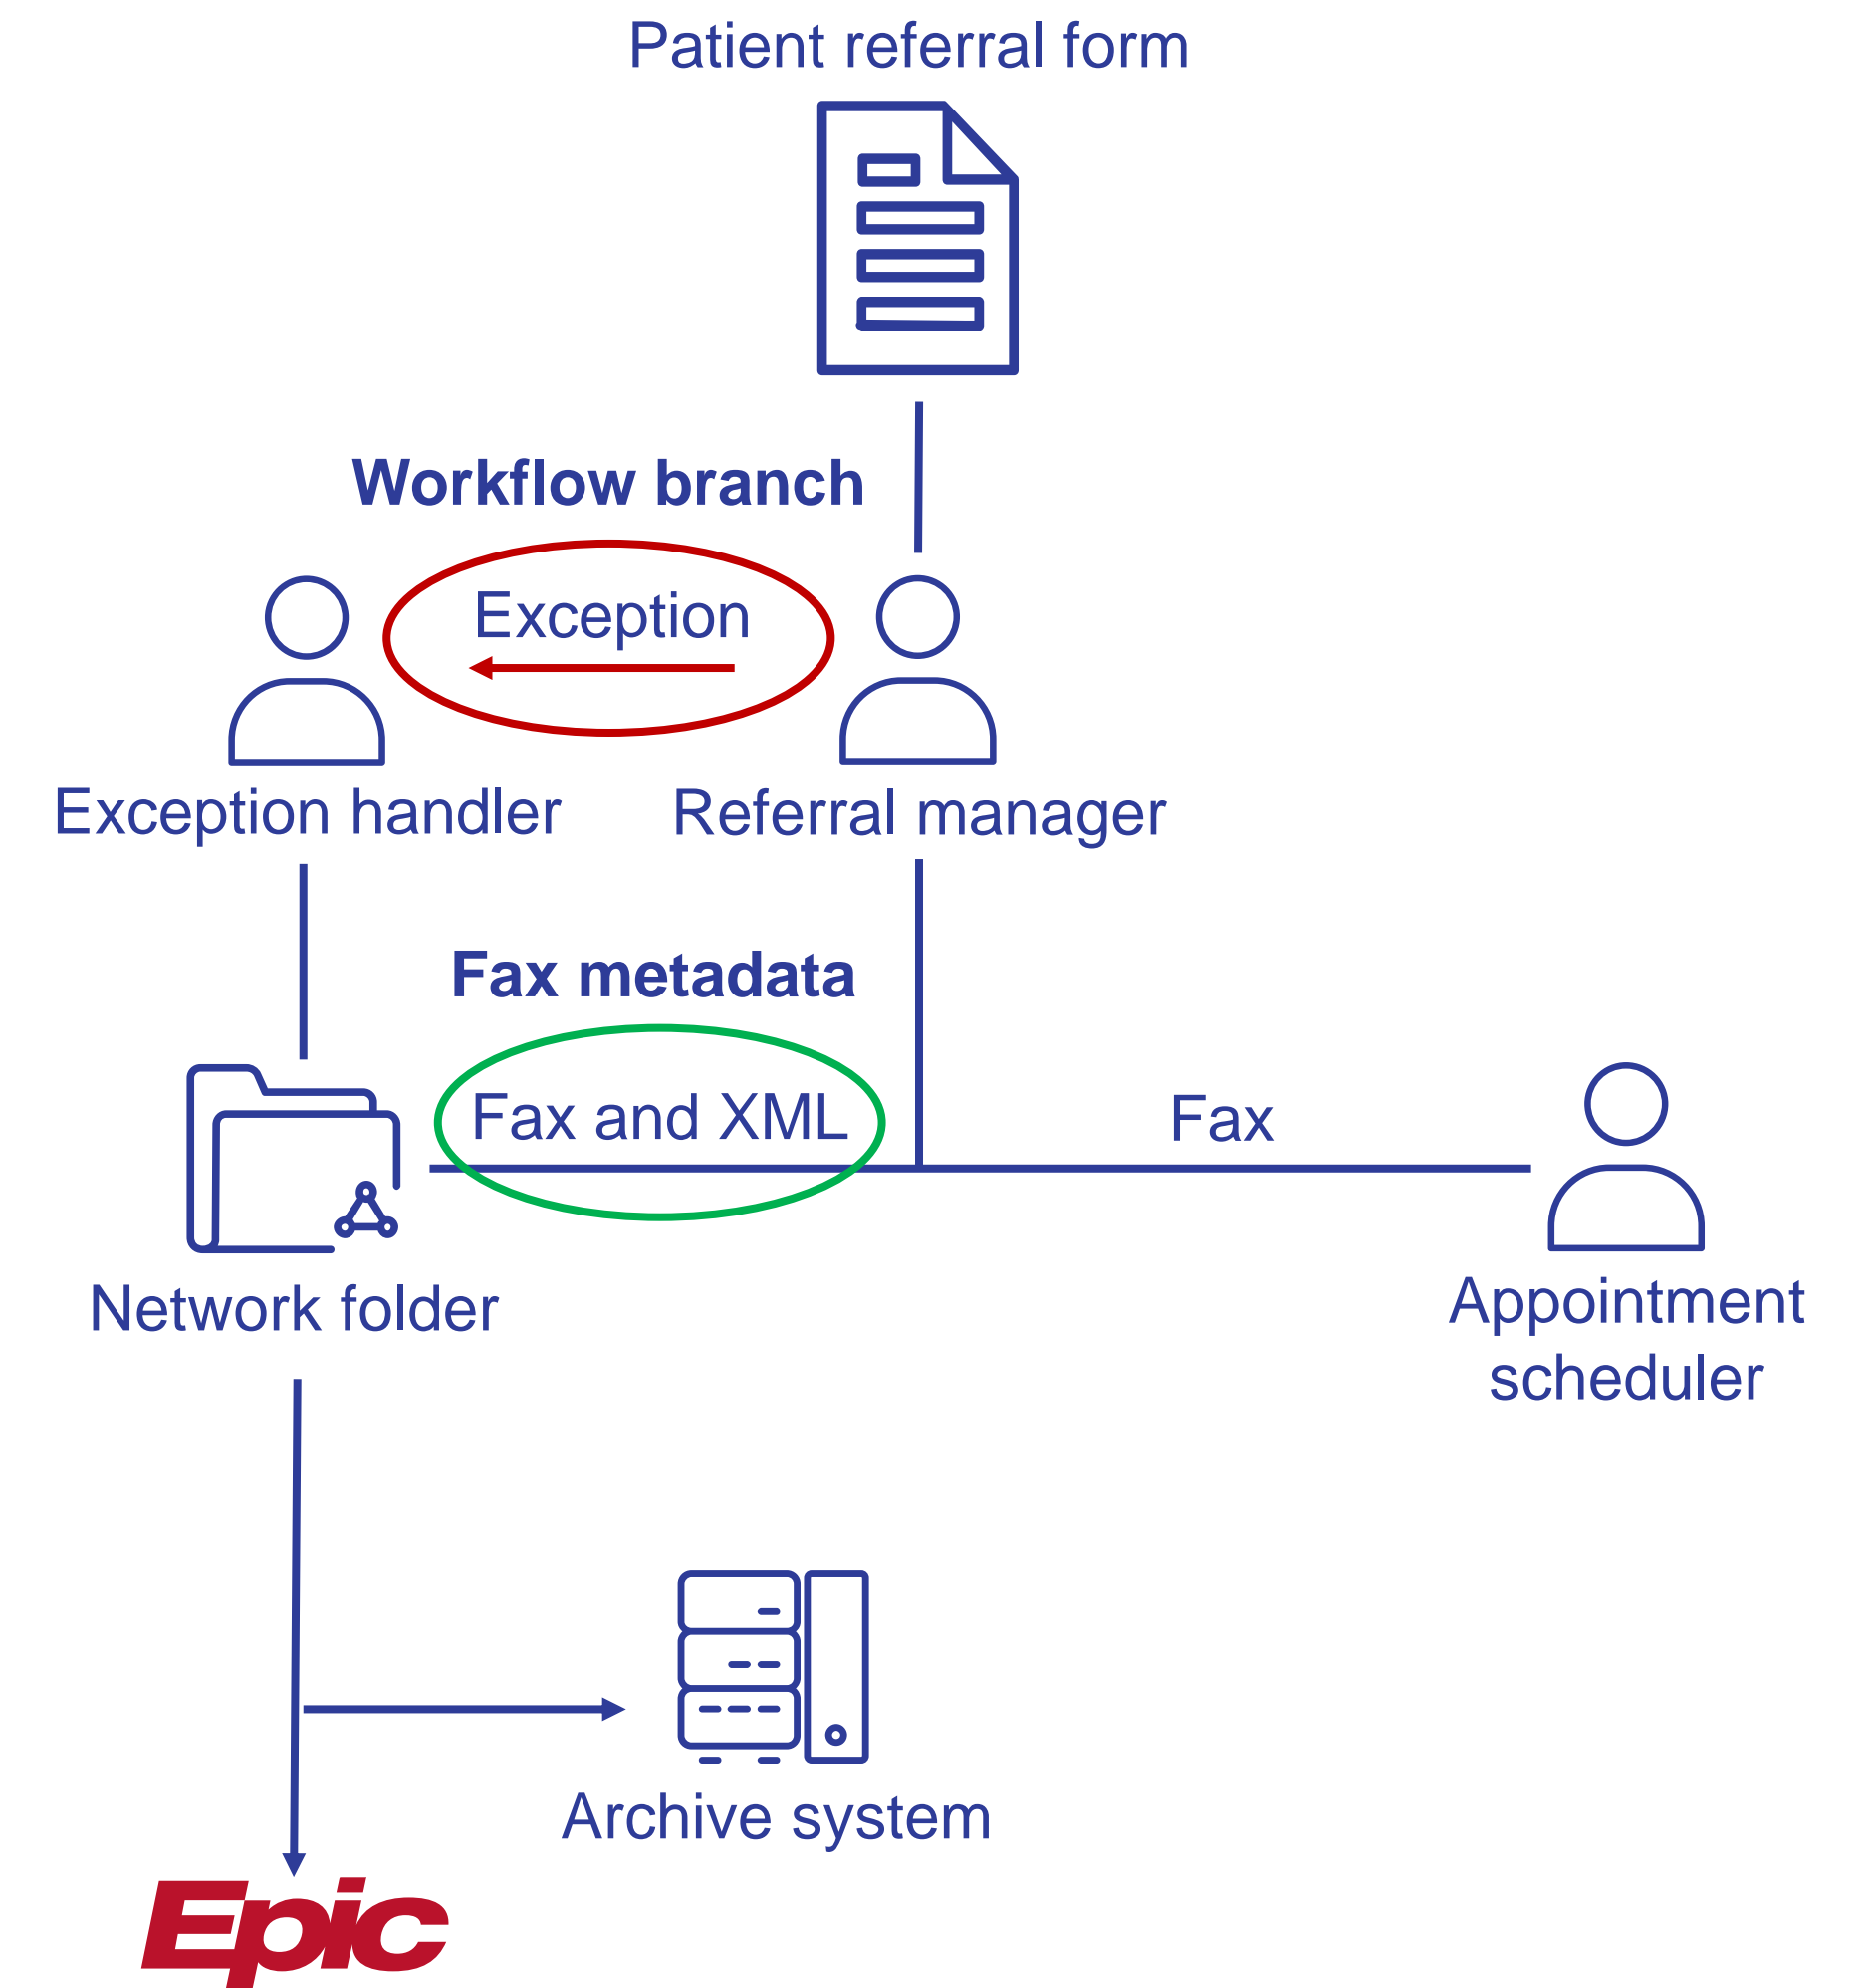 Patient referral form
Workflow branch
Exception
Exception handler
Referral manager
Fax metadata
Fax and XML
Fax
Network folder
Appointment
scheduler
Archive system
Epic